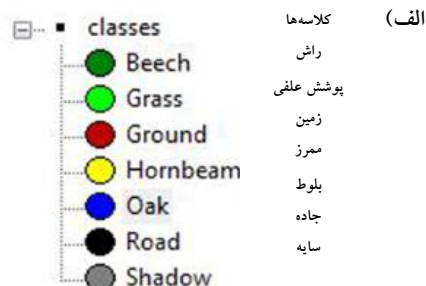 classes
Beech
Grass
Ground
Hornbeam
Oak
Road
Shadow
الف)
کلاسه‌ها
راش
پوشش علفی
زمین
ممرز
بلوط
جاده
سایه